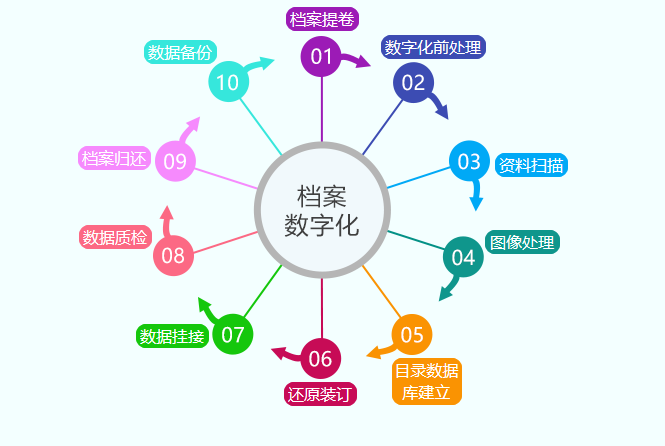 档案
数字化
01
档案提卷
02
数字化前处理
03
资料扫描
04
图像处理
05
目录数据
库建立
06
还原装订
07
数据挂接
08
数据质检
09
档案归还
10
数据备份